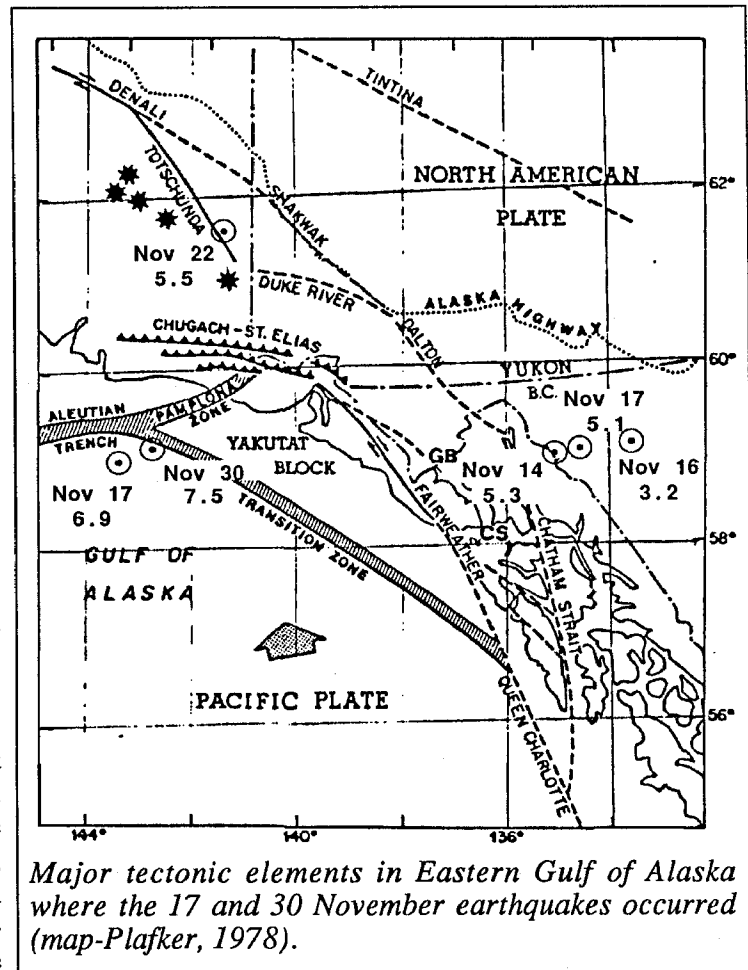 DENALI
TINTINA
TOTSCHUNDA
SHAKWAK
NORTH AMERICAN
PLATE
62°
Nov 22
5.5
DUKE RIVER
ALASKA HIGHWAY
DALTON
CHUGACH-ST. ELIAS
60°
YUKON
B.C.
Nov 17
5.1
ALEUTIAN
TRENCH
PAMPLONA
ZONE
YAKUTAT
BLOCK
GB
Nov 14
5.3
Nov 16
3.2
Nov 17
6.9
Nov 30
7.5
TRANSITION ZONE
FAIRWEATHER
CS
CHATHAM STRAIT
58°
GULF OF
ALASKA
PACIFIC PLATE
QUEEN CHARLOTTE
56°
144°
140°
136°
Major tectonic elements in Eastern Gulf of Alaska
where the 17 and 30 November earthquakes occurred
(map-Plafker, 1978).